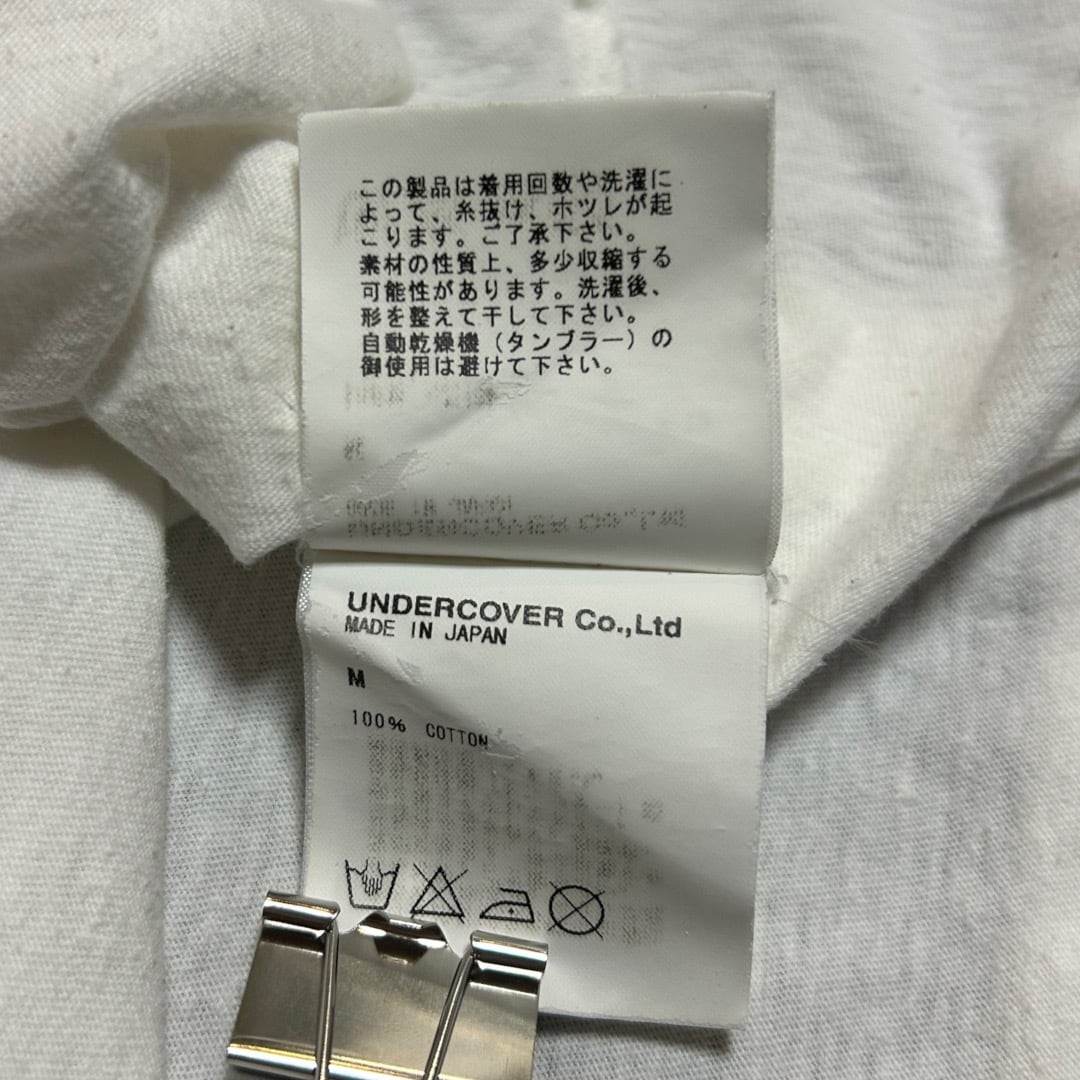 この製品は着用回数や洗濯に
よって、糸抜け、ホツレが起
こります。ご了承下さい。
素材の性質上、多少収縮する
可能性があります。洗濯後、
形を整えて干して下さい。
自動乾燥機（タンブラー）の
御使用は避けて下さい。
UNDERCOVER Co.,Ltd
MADE IN JAPAN
M
100% COTTON